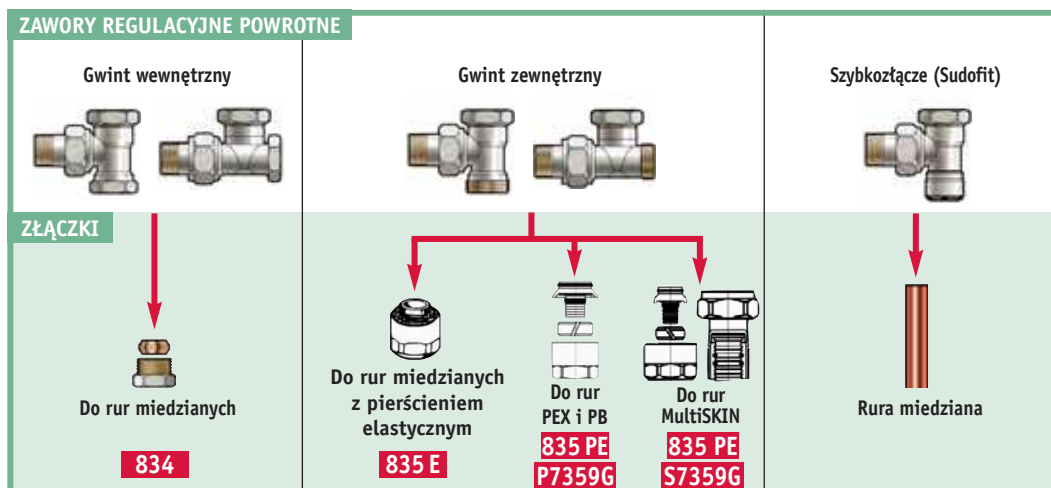 ZAWORY REGULACYJNE POWROTNE
Gwint wewnętrzny
Gwint zewnętrzny
Szybkozłącze (Sudofit)
ZŁĄCZKI
Do rur miedzianych
834
Do rur miedzianych
z pierścieniem
elastycznym
835 E
Do rur
PEX i PB
835 PE
P7359G
Do rur
MultiSKIN
835 PE
S7359G
Rura miedziana